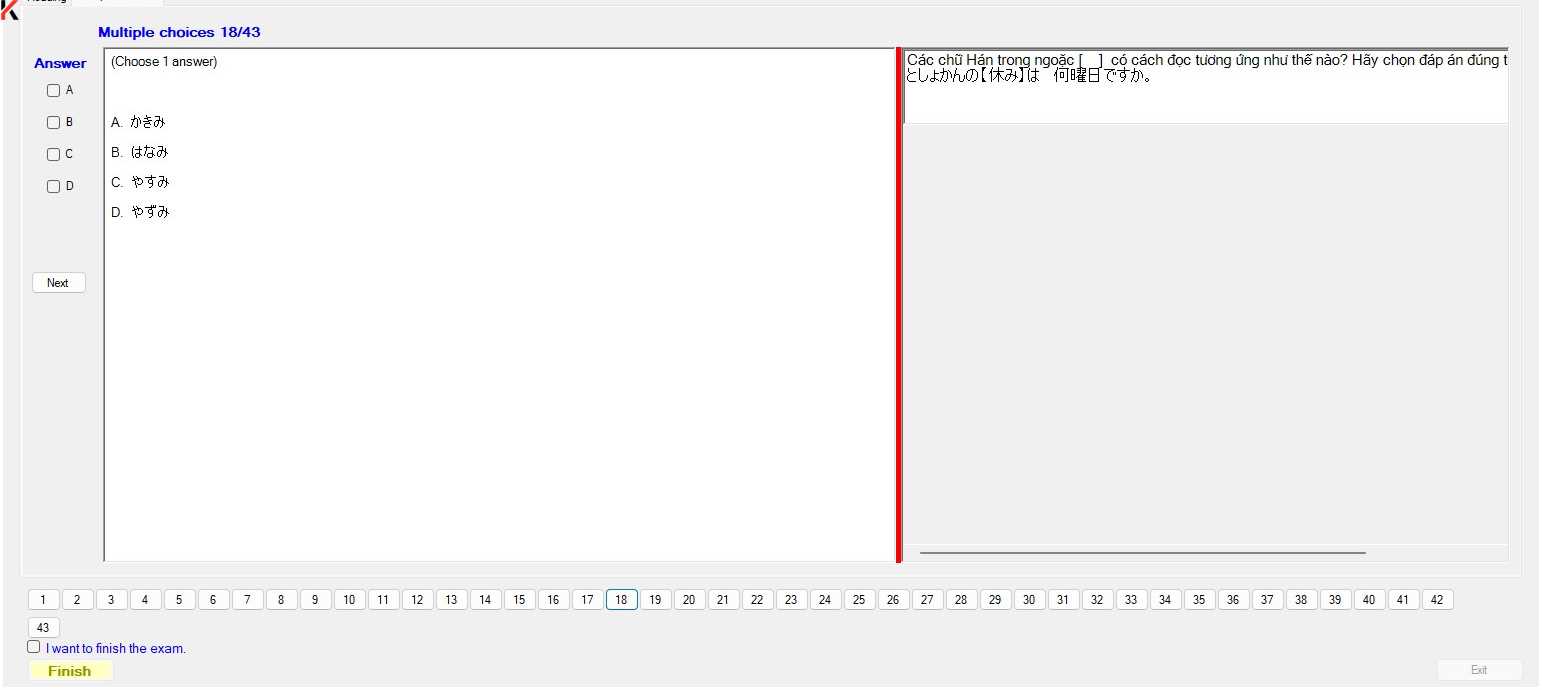 Multiple choices 18/43
Answer
A
B
C
D
Next
(Choose 1 answer)
A. かきみ
B. はなみ
C. やすみ
D. やずみ
Các chữ Hán trong ngoặc [ __] có cách đọc tương ứng như thế nào? Hãy chọn đáp án đúng t
としょかんの【休み】は　何曜日ですか。
1 2 3 4 5 6 7 8 9 10 11 12 13 14 15 16 17 18 19 20 21 22 23 24 25 26 27 28 29 30 31 32 33 34 35 36 37 38 39 40 41 42
43
I want to finish the exam.
Finish
Exit